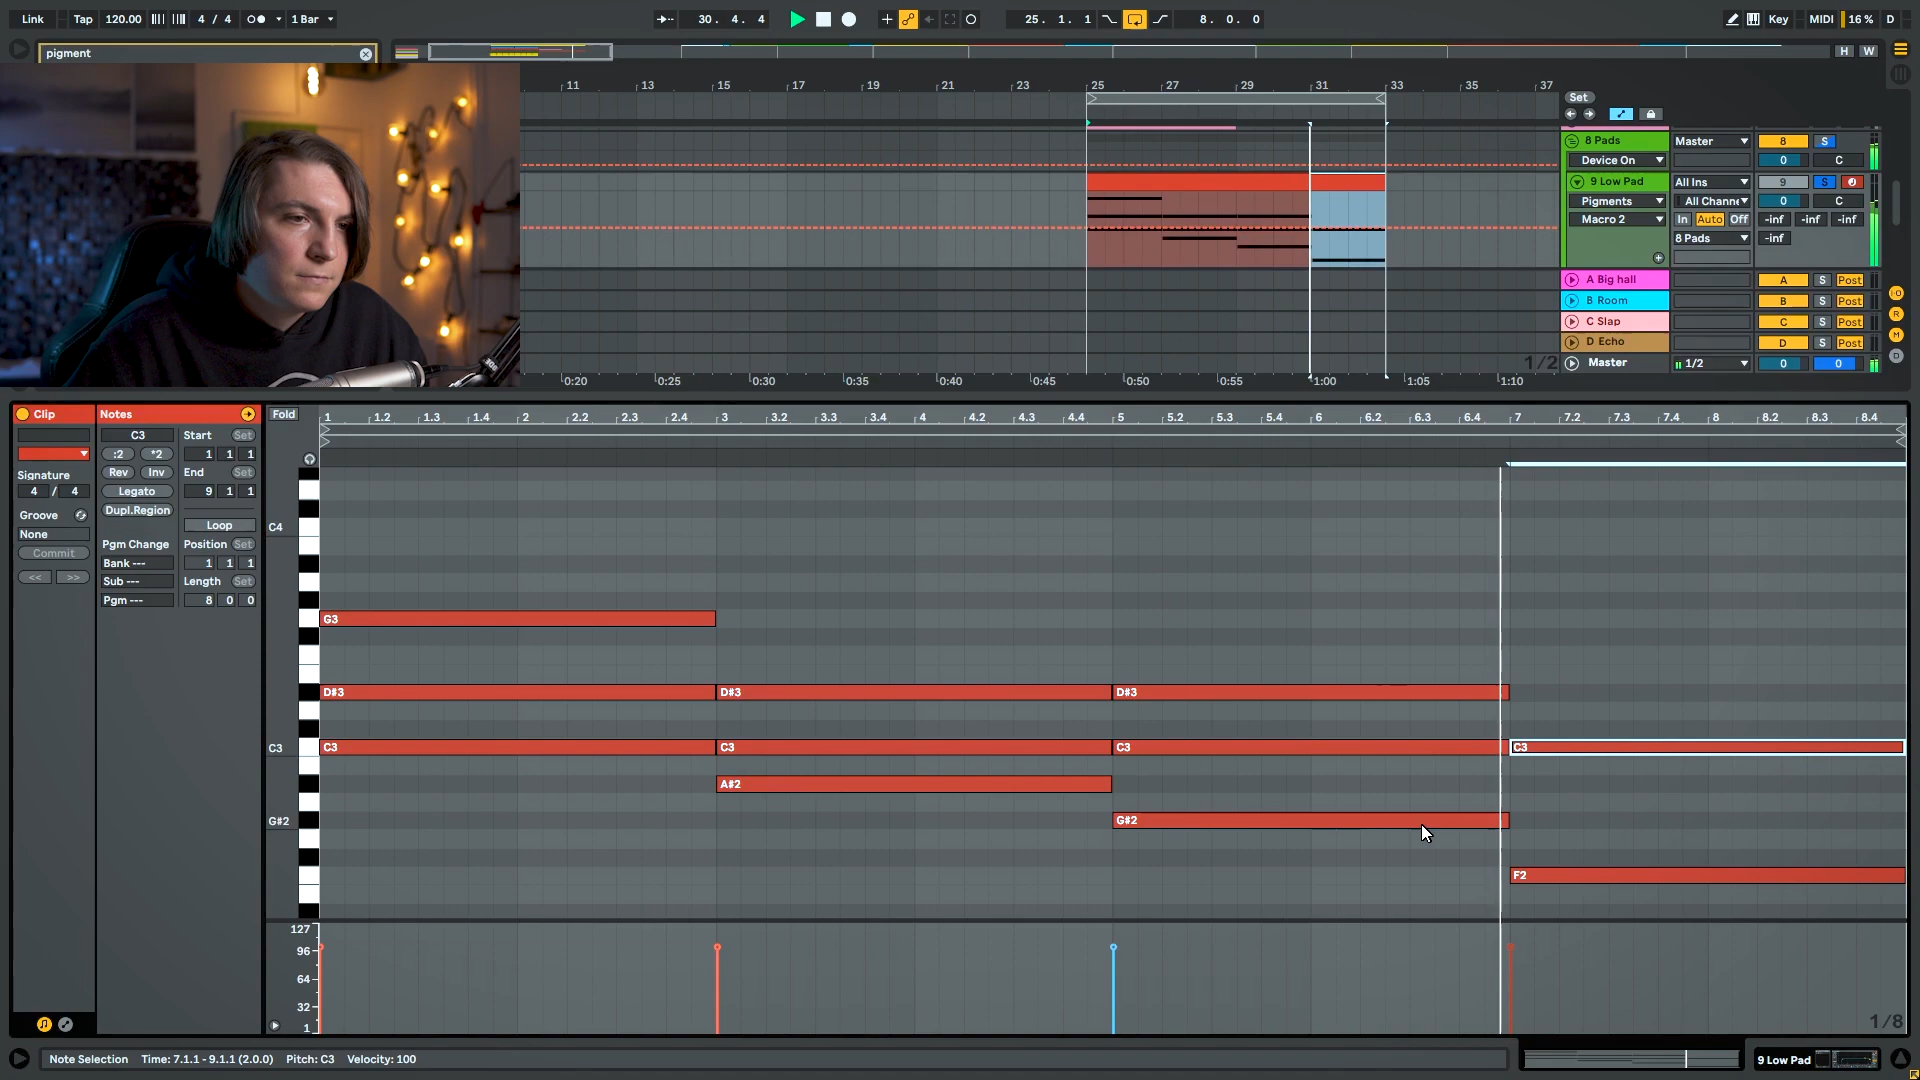 Link Tap 120.00 4 / 4 1 Bar 30. 4. 4 25. 1. 1 8. 0. 0 Key MIDI 16 % D
pigment H W
11 13 15 17 19 21 23 25 27 29 31 33 35 37
Set
8 Pads Master 8 S
Device On 0 C
9 Low Pad All Ins 9 S
Pigments All Channe 0 C
Macro 2 In Auto Off -inf -inf -inf
8 Pads -inf
A Big hall A S Post
B Room B S Post
C Slap C S Post
D Echo D S Post
1/2 Master 1/2 0 0
0:20 0:25 0:30 0:35 0:40 0:45 0:50 0:55 1:00 1:05 1:10
Clip Notes Fold 1 1.2 1.3 1.4 2 2.2 2.3 2.4 3 3.2 3.3 3.4 4 4.2 4.3 4.4 5 5.2 5.3 5.4 6 6.2 6.3 6.4 7 7.2 7.3 7.4 8 8.2 8.3 8.4
C3 Start Set
:2 *2 1 1 1
Signature Rev Inv End Set
4 / 4 Legato 9 1 1
Groove Dupl.Region
None Loop
Commit Pgm Change Position Set
Bank --- 1 1 1
<< >> Sub --- Length Set
Pgm --- 8 0 0
C4
G3
D#3 D#3 D#3
C3 C3 C3 C3 C3
A#2
G#2 G#2
F2
127
96
64
32
1 1/8
Note Selection Time: 7.1.1 - 9.1.1 (2.0.0) Pitch: C3 Velocity: 100 9 Low Pad